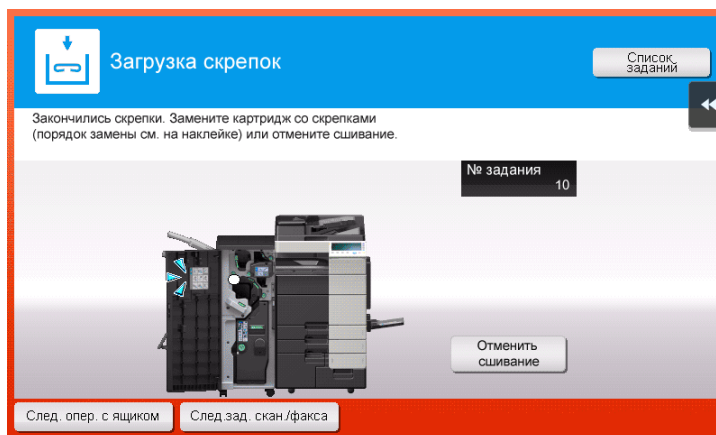 Загрузка скрепок
Список
заданий
Закончились скрепки. Замените картридж со скрепками
(порядок замены см. на наклейке) или отмените сшивание.
№ задания
10
Отменить
сшивание
След. опер. с ящиком
След.зад. скан./факса